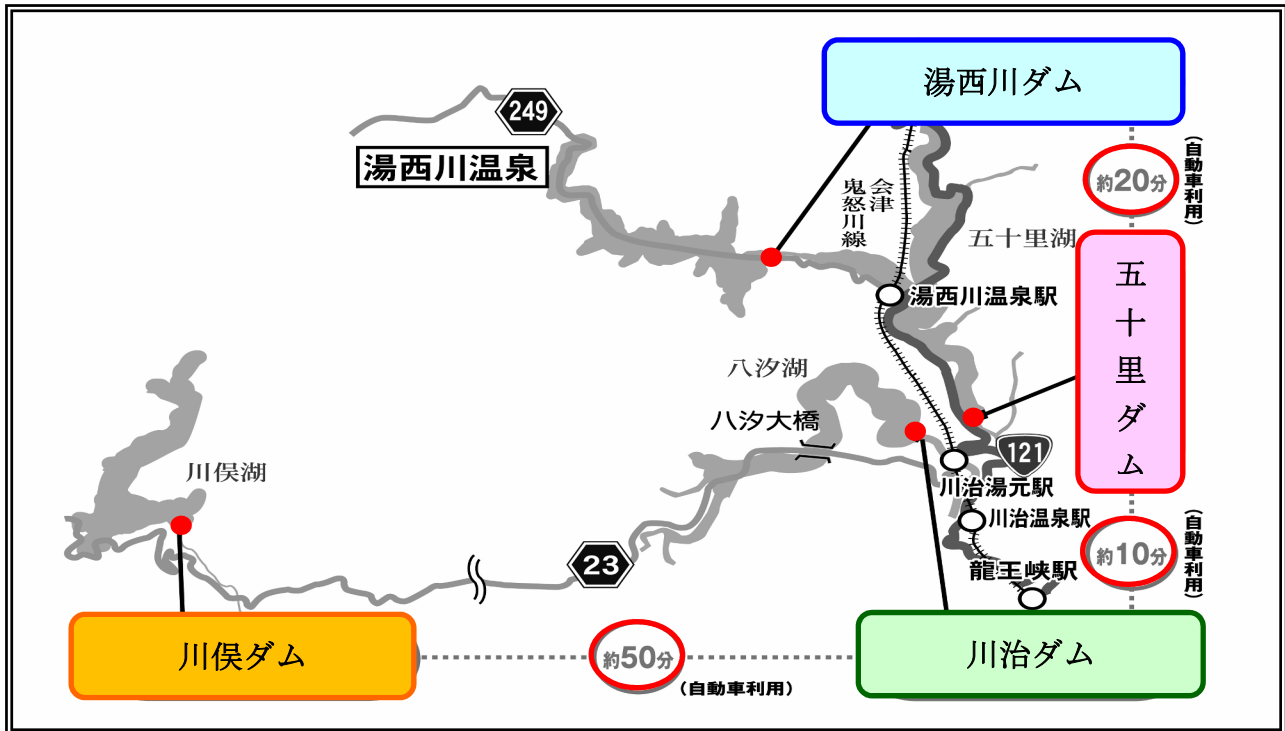 湯西川ダム
249
湯西川温泉
会津
鬼怒川線
約20分
(自動車利用)
五十里湖
五十里ダム
湯西川温泉駅
八汐湖
八汐大橋
121
川俣湖
川治湯元駅
川治温泉駅
約10分
(自動車利用)
23
龍王峡駅
川俣ダム
約50分
(自動車利用)
川治ダム